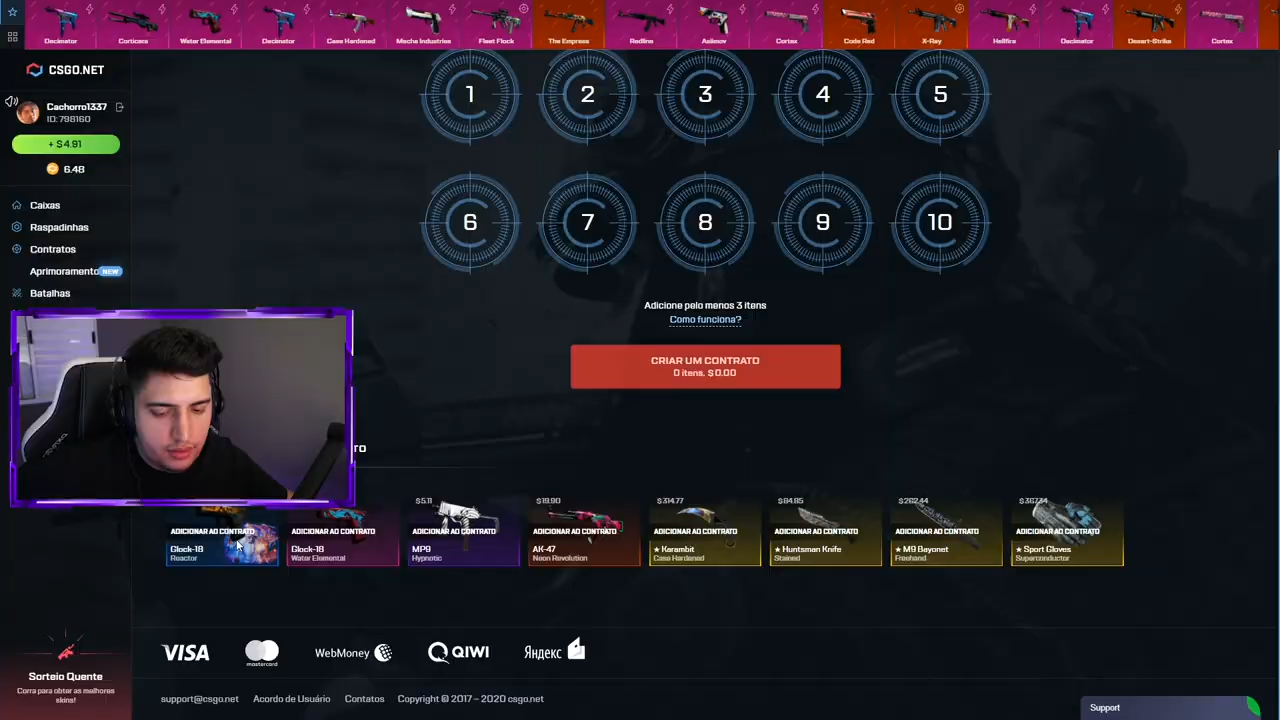 Decimator
Corticera
Water Elemental
Decimator
Case Hardened
Mecha Industries
Fleet Flock
The Empress
Redline
Asiimov
Cortex
Code Red
X-Ray
Hellfire
Decimator
Desert-Strike
Cortex
CSGO.NET
Cachorro1337
ID: 798160
+ $4.91
6.48
Caixas
Raspadinhas
Contratos
Aprimoramento NEW
Batalhas
1 2 3 4 5
6 7 8 9 10
Adicione pelo menos 3 itens
Como funciona?
CRIAR UM CONTRATO
0 itens, $0.00
TO
ADICIONAR AO CONTRATO
Glock-18
Reactor
ADICIONAR AO CONTRATO
Glock-18
Water Elemental
$5.11
ADICIONAR AO CONTRATO
MP9
Hypnotic
$19.90
ADICIONAR AO CONTRATO
AK-47
Neon Revolution
$314.77
ADICIONAR AO CONTRATO
★ Karambit
Case Hardened
ADICIONAR AO CONTRATO
★ Huntsman Knife
Stained
ADICIONAR AO CONTRATO
★ M9 Bayonet
Freehand
ADICIONAR AO CONTRATO
★ Sport Gloves
Superconductor
Sorteio Quente
Corra para obter as melhores
skins!
VISA
mastercard
WebMoney
QIWI
Яндекс
support@csgo.net
Acordo de Usuário
Contatos
Copyright © 2017 – 2020 csgo.net
Support